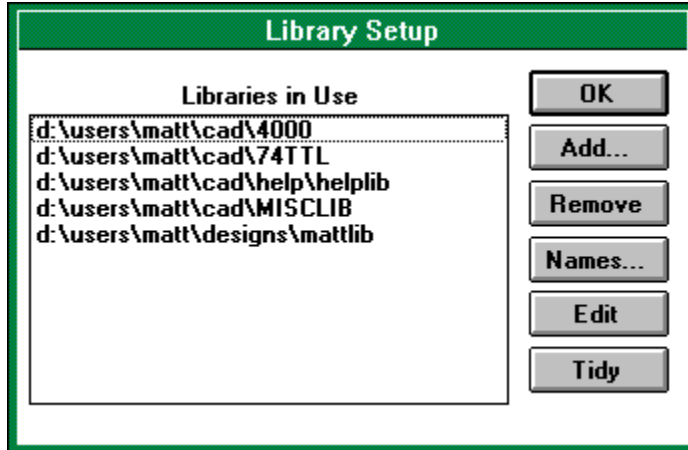 Library Setup
Libraries in Use
d:\users\matt\cad\4000
d:\users\matt\cad\74TTL
d:\users\matt\cad\help\helplib
d:\users\matt\cad\MISCLIB
d:\users\matt\designs\mattlib
OK
Add...
Remove
Names...
Edit
Tidy